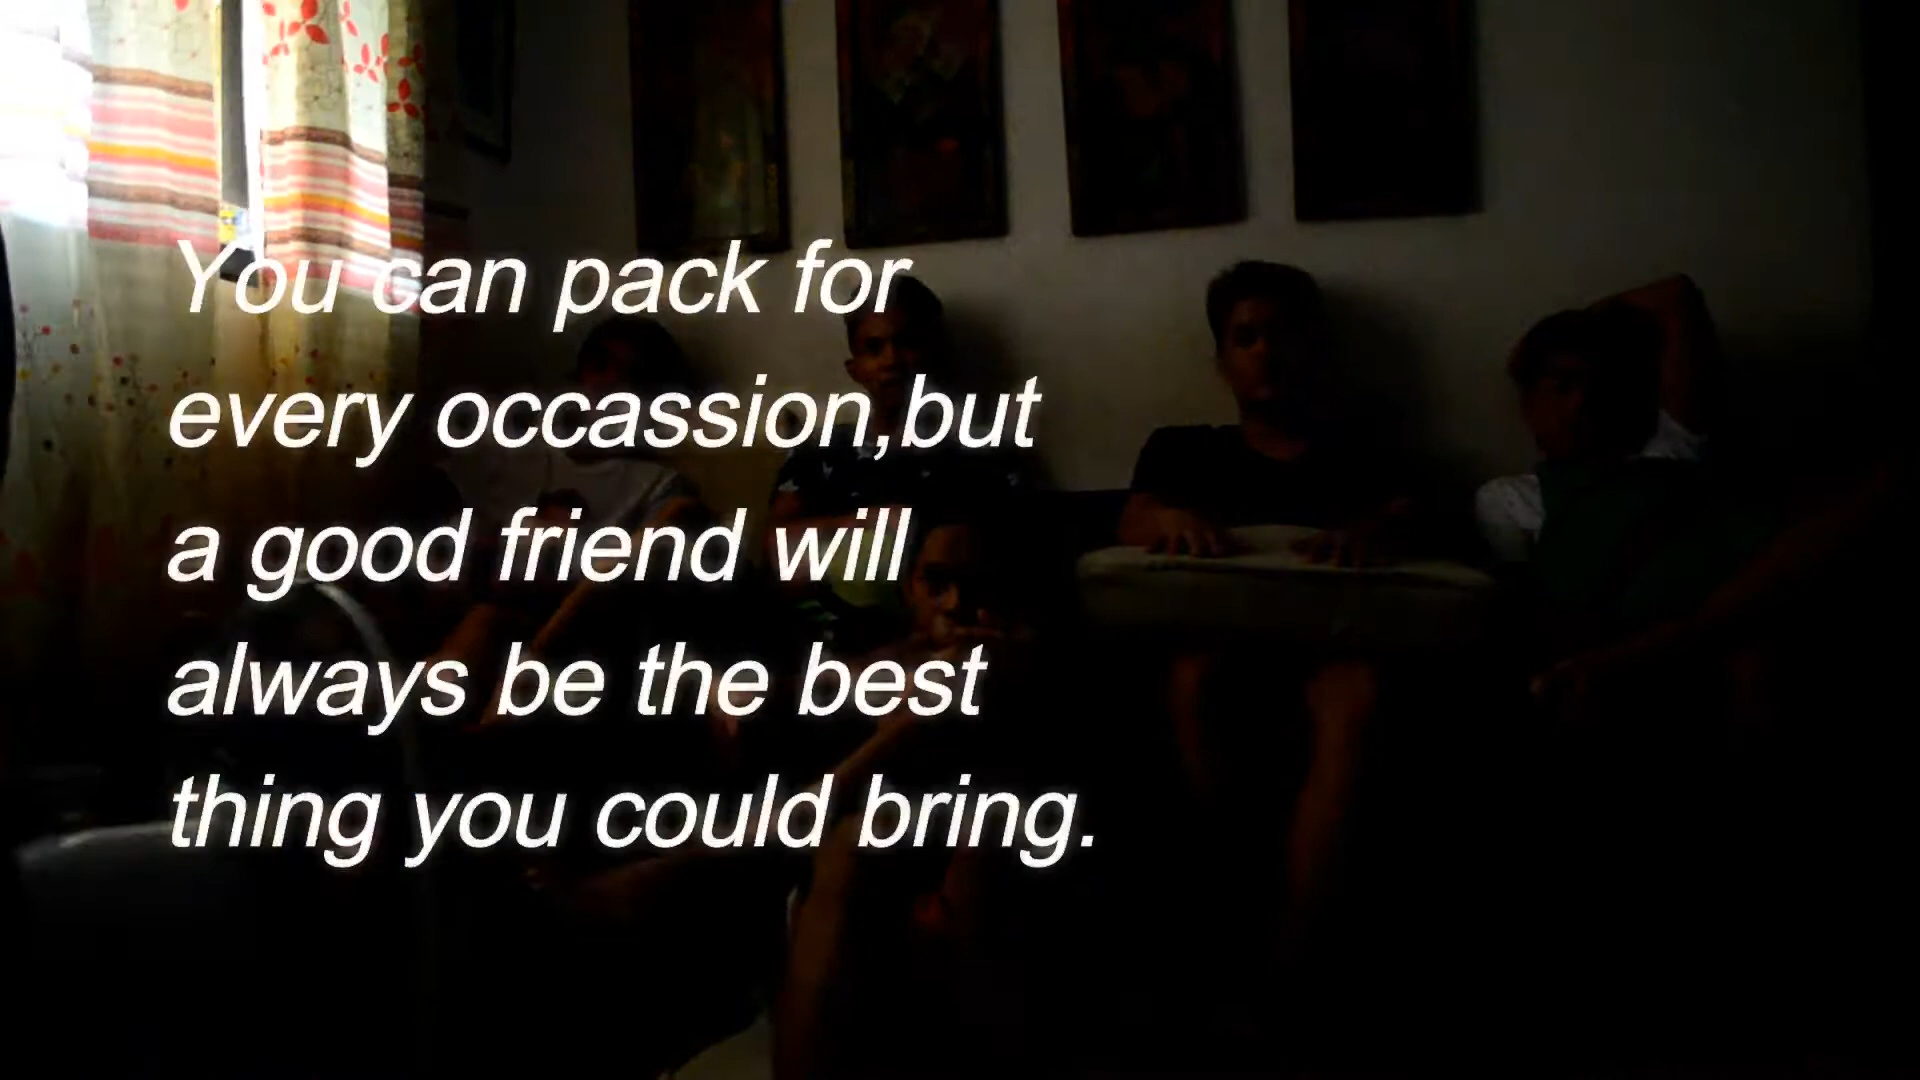 You can pack for
every occassion,but
a good friend will
always be the best
thing you could bring.